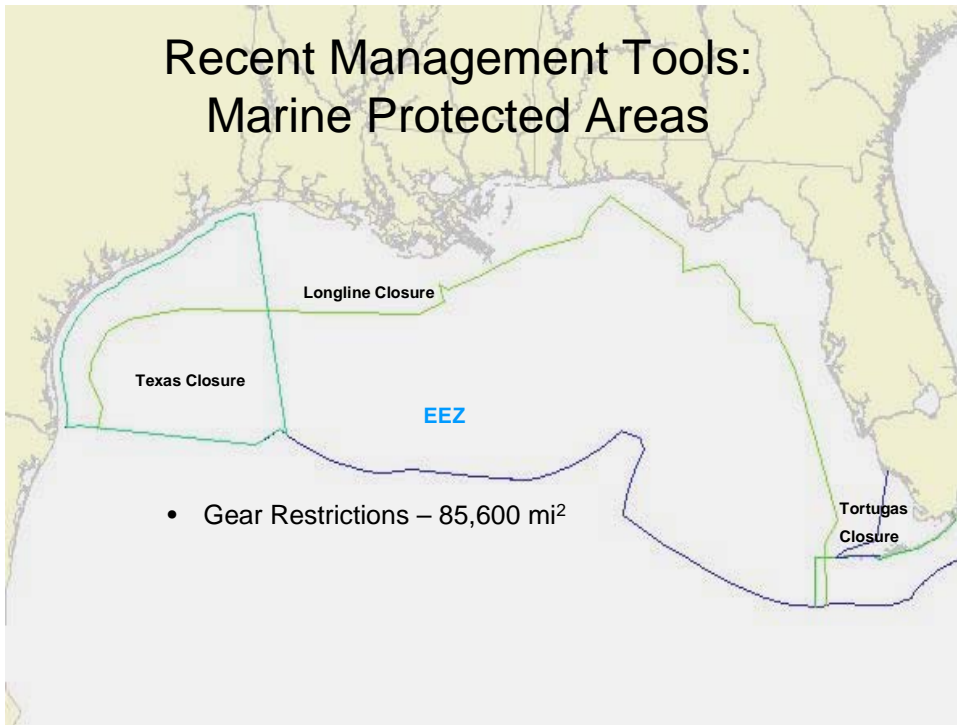 Recent Management Tools:
Marine Protected Areas
Longline Closure
Texas Closure
EEZ
• Gear Restrictions – 85,600 mi²
Tortugas
Closure